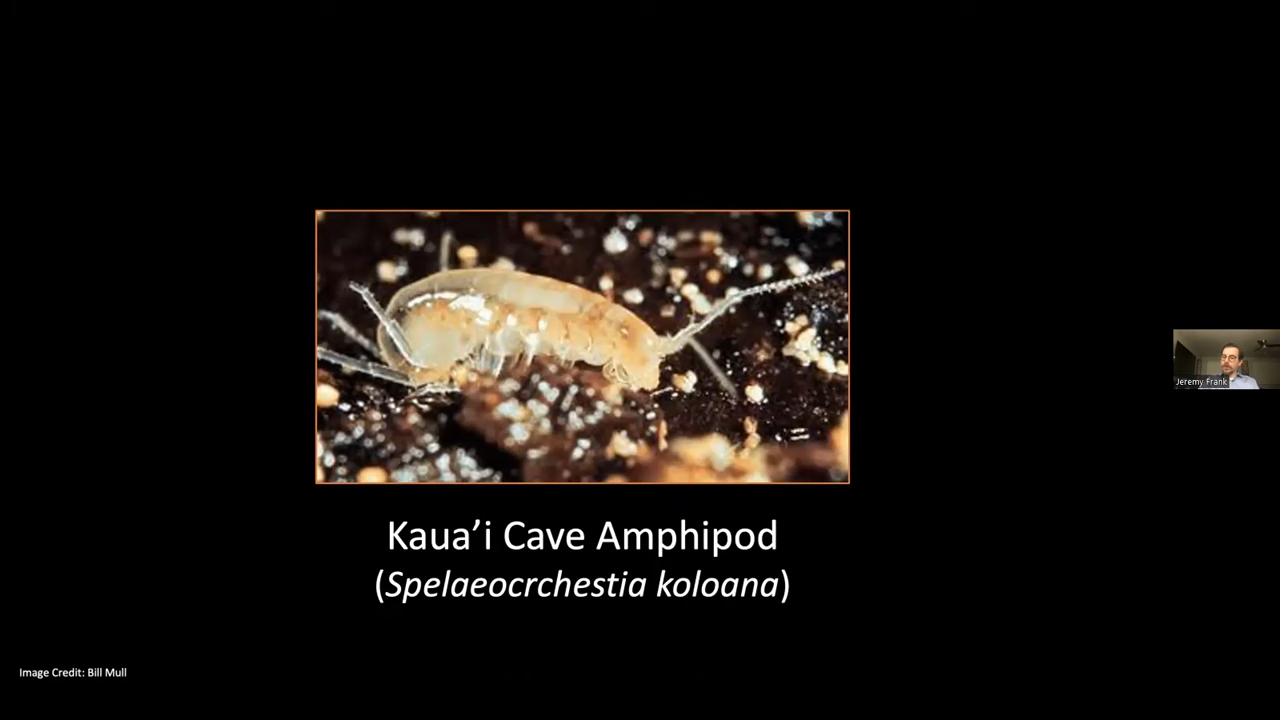 Jeremy Frank
Kaua’i Cave Amphipod
(Spelaeocrchestia koloana)
Image Credit: Bill Mull